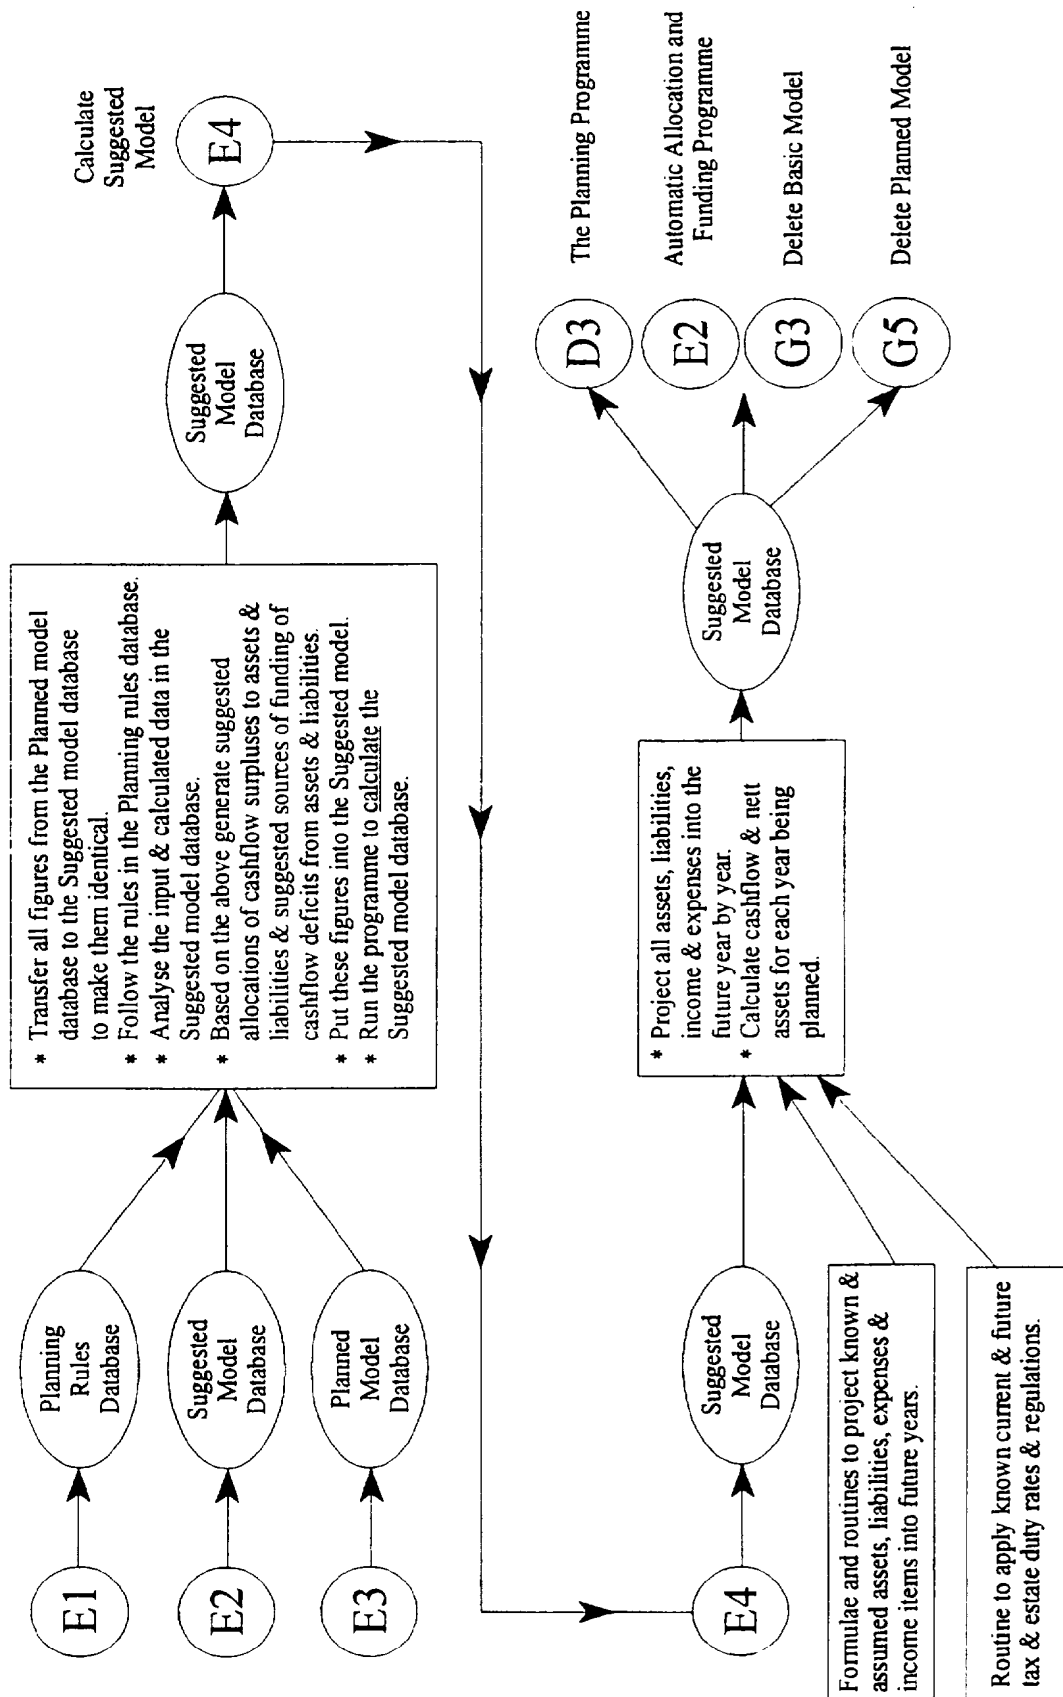 E1
Planning
Rules
Database
E2
Suggested
Model
Database
E3
Planned
Model
Database
* Transfer all figures from the Planned model
database to the Suggested model database
to make them identical.
* Follow the rules in the Planning rules database.
* Analyse the input & calculated data in the
Suggested model database.
* Based on the above generate suggested
allocations of cashflow surpluses to assets &
liabilities & suggested sources of funding of
cashflow deficits from assets & liabilities.
* Put these figures into the Suggested model.
* Run the programme to calculate the
Suggested model database.
Suggested
Model
Database
Calculate
Suggested
Model
E4
E4
Suggested
Model
Database
Formulae and routines to project known &
assumed assets, liabilities, expenses &
income items into future years.
Routine to apply known current & future
tax & estate duty rates & regulations.
* Project all assets, liabilities,
income & expenses into the
future year by year.
* Calculate cashflow & nett
assets for each year being
planned.
Suggested
Model
Database
D3
The Planning Programme
E2
Automatic Allocation and
Funding Programme
G3
Delete Basic Model
G5
Delete Planned Model